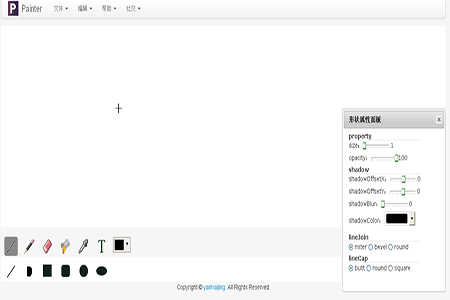 P Painter 文件 编辑 帮助 社交
形状属性面板 x
property
size: 1
opacity: 100
shadow
shadowOffsetX: 0
shadowOffsetY: 0
shadowBlur: 0
shadowColor:
lineJoin
miter bevel round
lineCap
butt round square
T
Copyright © yanhaijing. All Rights Reserved.